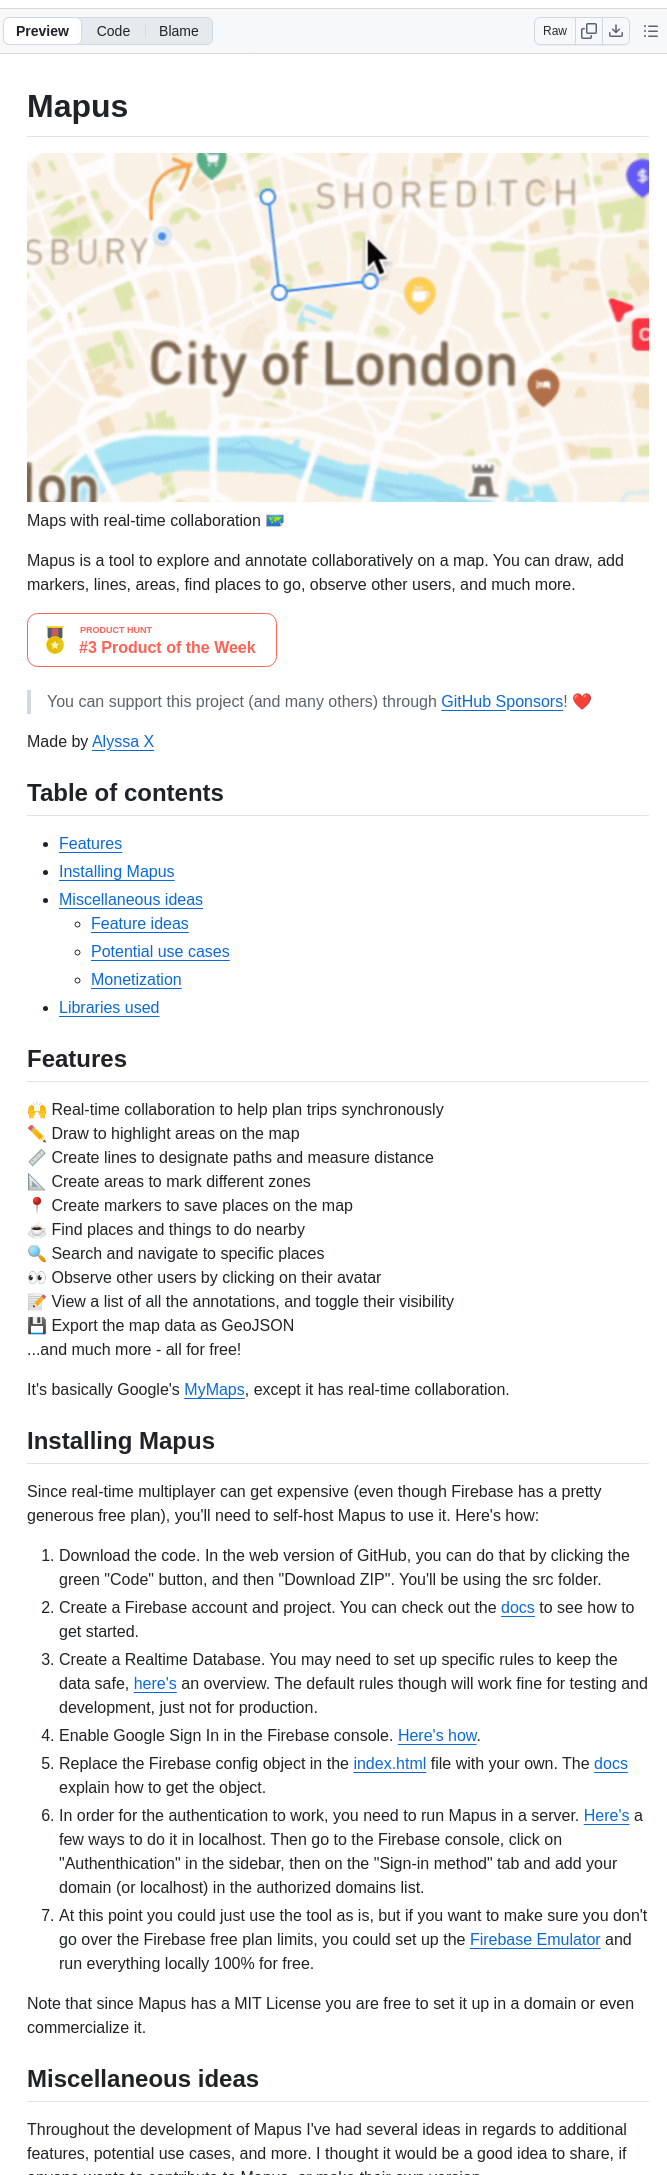 Preview Code Blame Raw
Mapus
SHOREDITCH
SBURY
City of London
don
Maps with real-time collaboration 🗺️
Mapus is a tool to explore and annotate collaboratively on a map. You can draw, add
markers, lines, areas, find places to go, observe other users, and much more.
PRODUCT HUNT
#3 Product of the Week
You can support this project (and many others) through GitHub Sponsors! ❤️
Made by Alyssa X
Table of contents
• Features
• Installing Mapus
• Miscellaneous ideas
◦ Feature ideas
◦ Potential use cases
◦ Monetization
• Libraries used
Features
🙌 Real-time collaboration to help plan trips synchronously
✏️ Draw to highlight areas on the map
📏 Create lines to designate paths and measure distance
📐 Create areas to mark different zones
📍 Create markers to save places on the map
☕ Find places and things to do nearby
🔍 Search and navigate to specific places
👀 Observe other users by clicking on their avatar
📝 View a list of all the annotations, and toggle their visibility
💾 Export the map data as GeoJSON
...and much more - all for free!
It's basically Google's MyMaps, except it has real-time collaboration.
Installing Mapus
Since real-time multiplayer can get expensive (even though Firebase has a pretty
generous free plan), you'll need to self-host Mapus to use it. Here's how:
1. Download the code. In the web version of GitHub, you can do that by clicking the
green "Code" button, and then "Download ZIP". You'll be using the src folder.
2. Create a Firebase account and project. You can check out the docs to see how to
get started.
3. Create a Realtime Database. You may need to set up specific rules to keep the
data safe, here's an overview. The default rules though will work fine for testing and
development, just not for production.
4. Enable Google Sign In in the Firebase console. Here's how.
5. Replace the Firebase config object in the index.html file with your own. The docs
explain how to get the object.
6. In order for the authentication to work, you need to run Mapus in a server. Here's a
few ways to do it in localhost. Then go to the Firebase console, click on
"Authenthication" in the sidebar, then on the "Sign-in method" tab and add your
domain (or localhost) in the authorized domains list.
7. At this point you could just use the tool as is, but if you want to make sure you don't
go over the Firebase free plan limits, you could set up the Firebase Emulator and
run everything locally 100% for free.
Note that since Mapus has a MIT License you are free to set it up in a domain or even
commercialize it.
Miscellaneous ideas
Throughout the development of Mapus I've had several ideas in regards to additional
features, potential use cases, and more. I thought it would be a good idea to share, if